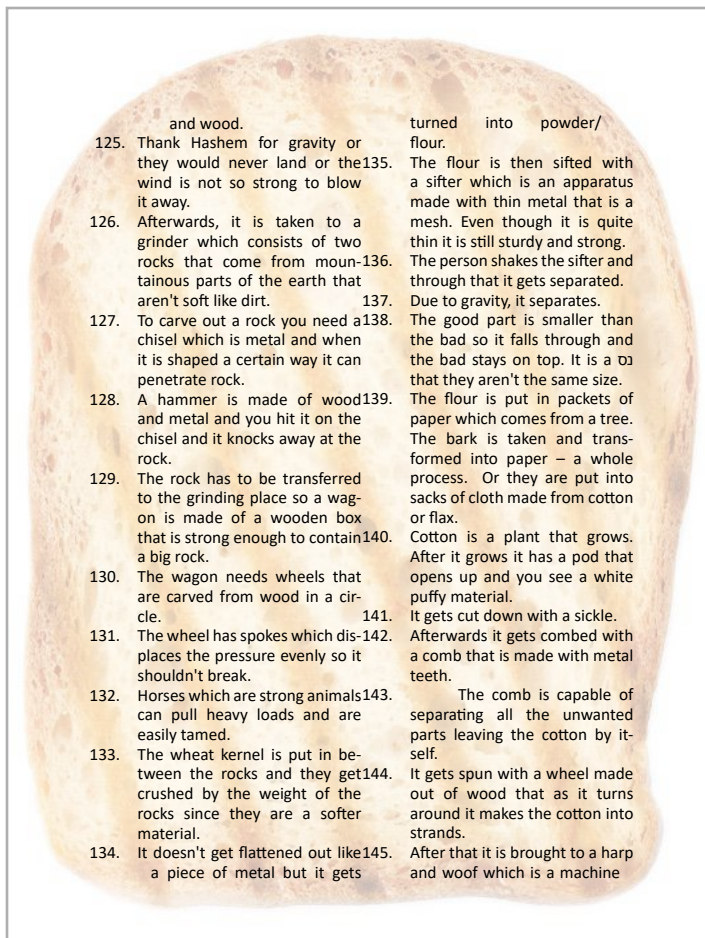 and wood.
125. Thank Hashem for gravity or
they would never land or the
wind is not so strong to blow
it away.
126. Afterwards, it is taken to a
grinder which consists of two
rocks that come from moun-
tainous parts of the earth that
aren't soft like dirt.
127. To carve out a rock you need a
chisel which is metal and when
it is shaped a certain way it can
penetrate rock.
128. A hammer is made of wood
and metal and you hit it on the
chisel and it knocks away at the
rock.
129. The rock has to be transferred
to the grinding place so a wag-
on is made of a wooden box
that is strong enough to contain
a big rock.
130. The wagon needs wheels that
are carved from wood in a cir-
cle.
131. The wheel has spokes which dis-
places the pressure evenly so it
shouldn't break.
132. Horses which are strong animals
can pull heavy loads and are
easily tamed.
133. The wheat kernel is put in be-
tween the rocks and they get
crushed by the weight of the
rocks since they are a softer
material.
134. It doesn't get flattened out like
a piece of metal but it gets
turned into powder/
flour.
135. The flour is then sifted with
a sifter which is an apparatus
made with thin metal that is a
mesh. Even though it is quite
thin it is still sturdy and strong.
136. The person shakes the sifter and
through that it gets separated.
137. Due to gravity, it separates.
138. The good part is smaller than
the bad so it falls through and
the bad stays on top. It is a נס
that they aren't the same size.
139. The flour is put in packets of
paper which comes from a tree.
The bark is taken and trans-
formed into paper – a whole
process. Or they are put into
sacks of cloth made from cotton
or flax.
140. Cotton is a plant that grows.
After it grows it has a pod that
opens up and you see a white
puffy material.
141. It gets cut down with a sickle.
142. Afterwards it gets combed with
a comb that is made with metal
teeth.
143. The comb is capable of
separating all the unwanted
parts leaving the cotton by it-
self.
144. It gets spun with a wheel made
out of wood that as it turns
around it makes the cotton into
strands.
145. After that it is brought to a harp
and woof which is a machine